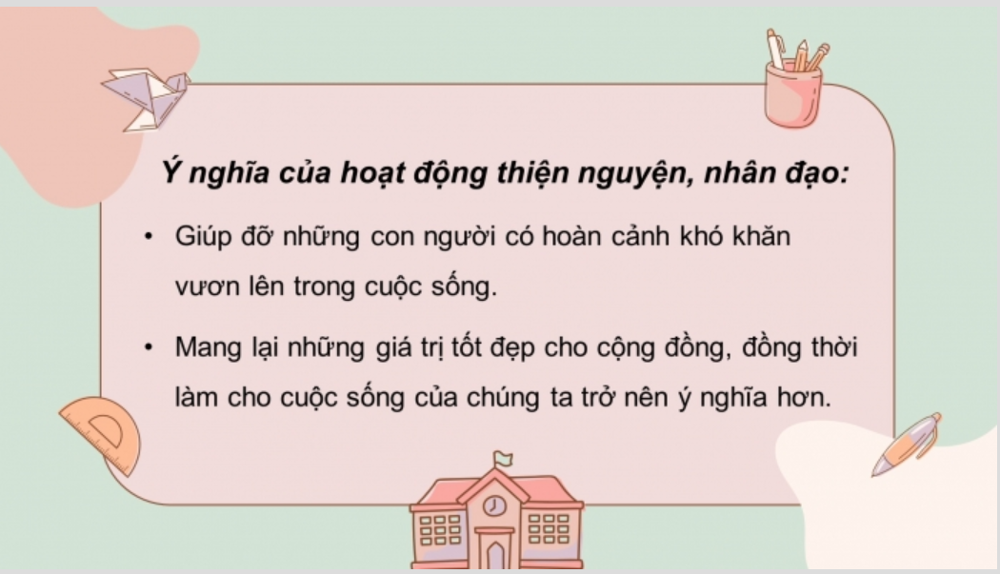 Ý nghĩa của hoạt động thiện nguyện, nhân đạo:
• Giúp đỡ những con người có hoàn cảnh khó khăn
vươn lên trong cuộc sống.
• Mang lại những giá trị tốt đẹp cho cộng đồng, đồng thời
làm cho cuộc sống của chúng ta trở nên ý nghĩa hơn.